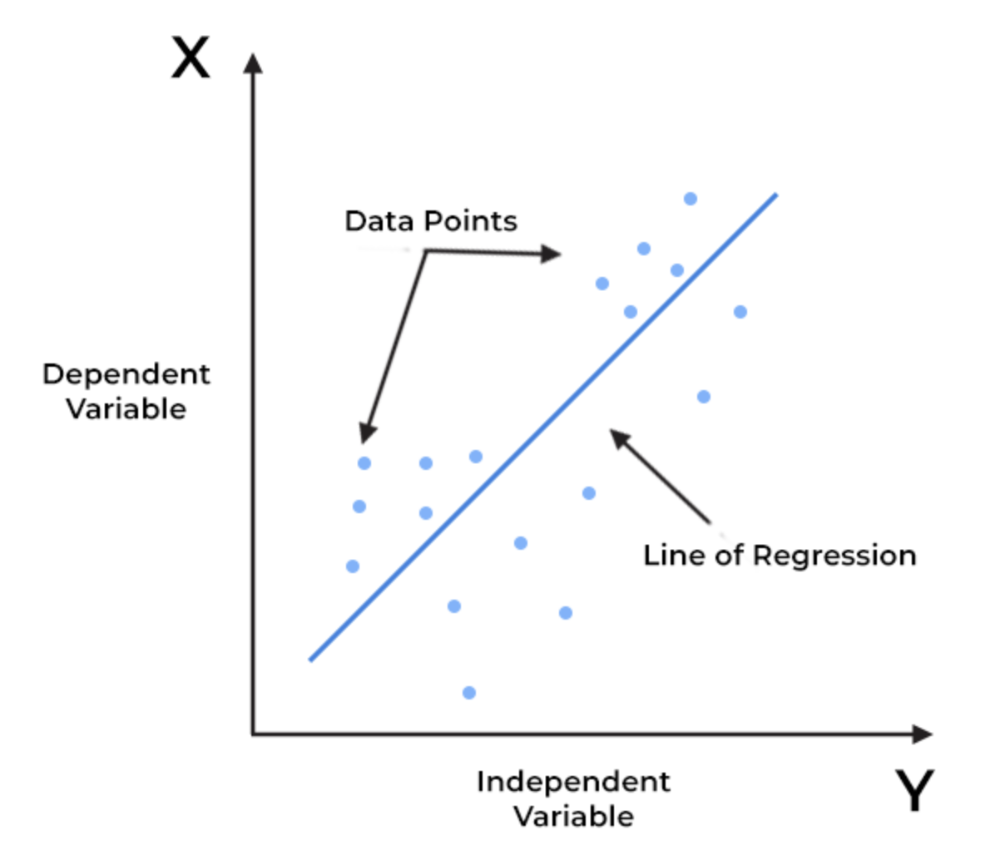 X
Data Points
Dependent
Variable
Line of Regression
Independent
Variable
Y